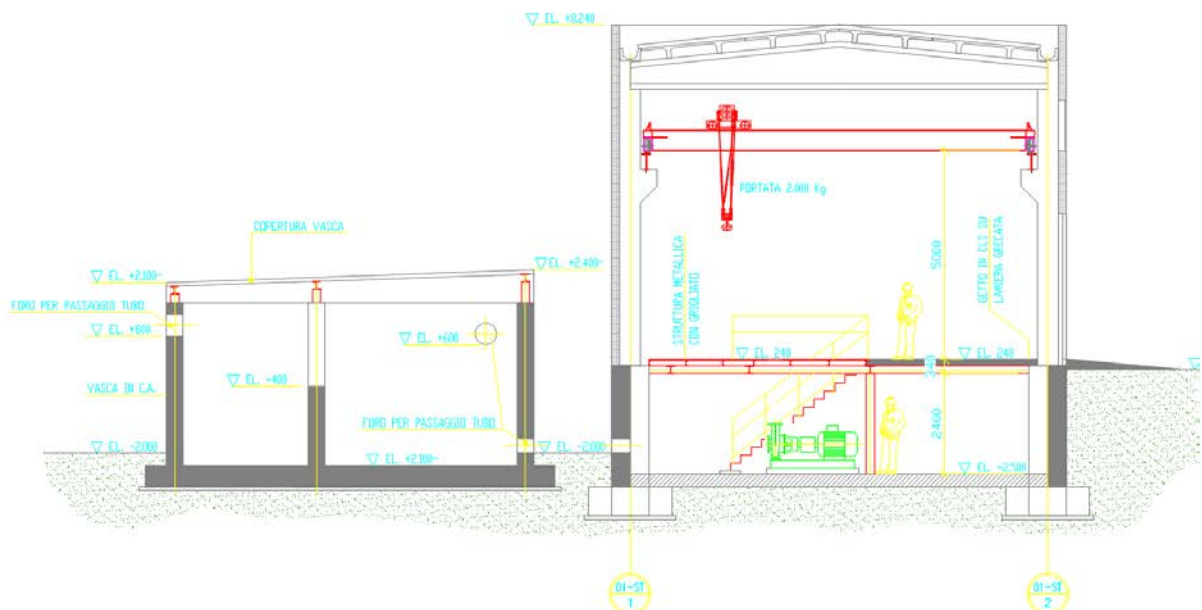 EL. +8.240
PORTATA 2.000 Kg
COPERTURA VASCA
EL. +2.100-
EL. +2.400-
FORO PER PASSAGGIO TUBO
EL. +800
EL. +600
STRUTTURA METALLICA
CON GRIGLIATO
5000
GETTO IN CLS SU
LAMIERA GRECATA
EL. 240
EL. 240
340
EL. -400
VASCA IN C.A.
FORO PER PASSAGGIO TUBO
2400
EL. -2.000
EL. -2.000
EL. +2.100-
EL. -2.500
01-ST
1
01-ST
2